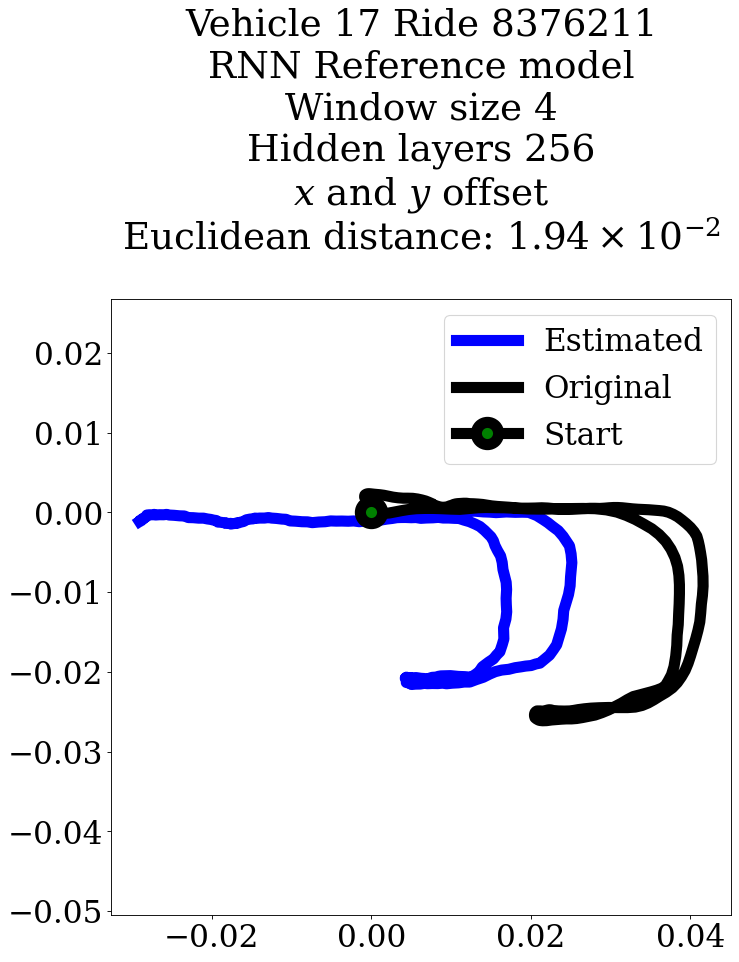 Vehicle 17 Ride 8376211
RNN Reference model
Window size 4
Hidden layers 256
x and y offset
Euclidean distance: 1.94 × 10⁻²
Estimated
Original
Start
0.02
0.01
0.00
−0.01
−0.02
−0.03
−0.04
−0.05
−0.02 0.00 0.02 0.04